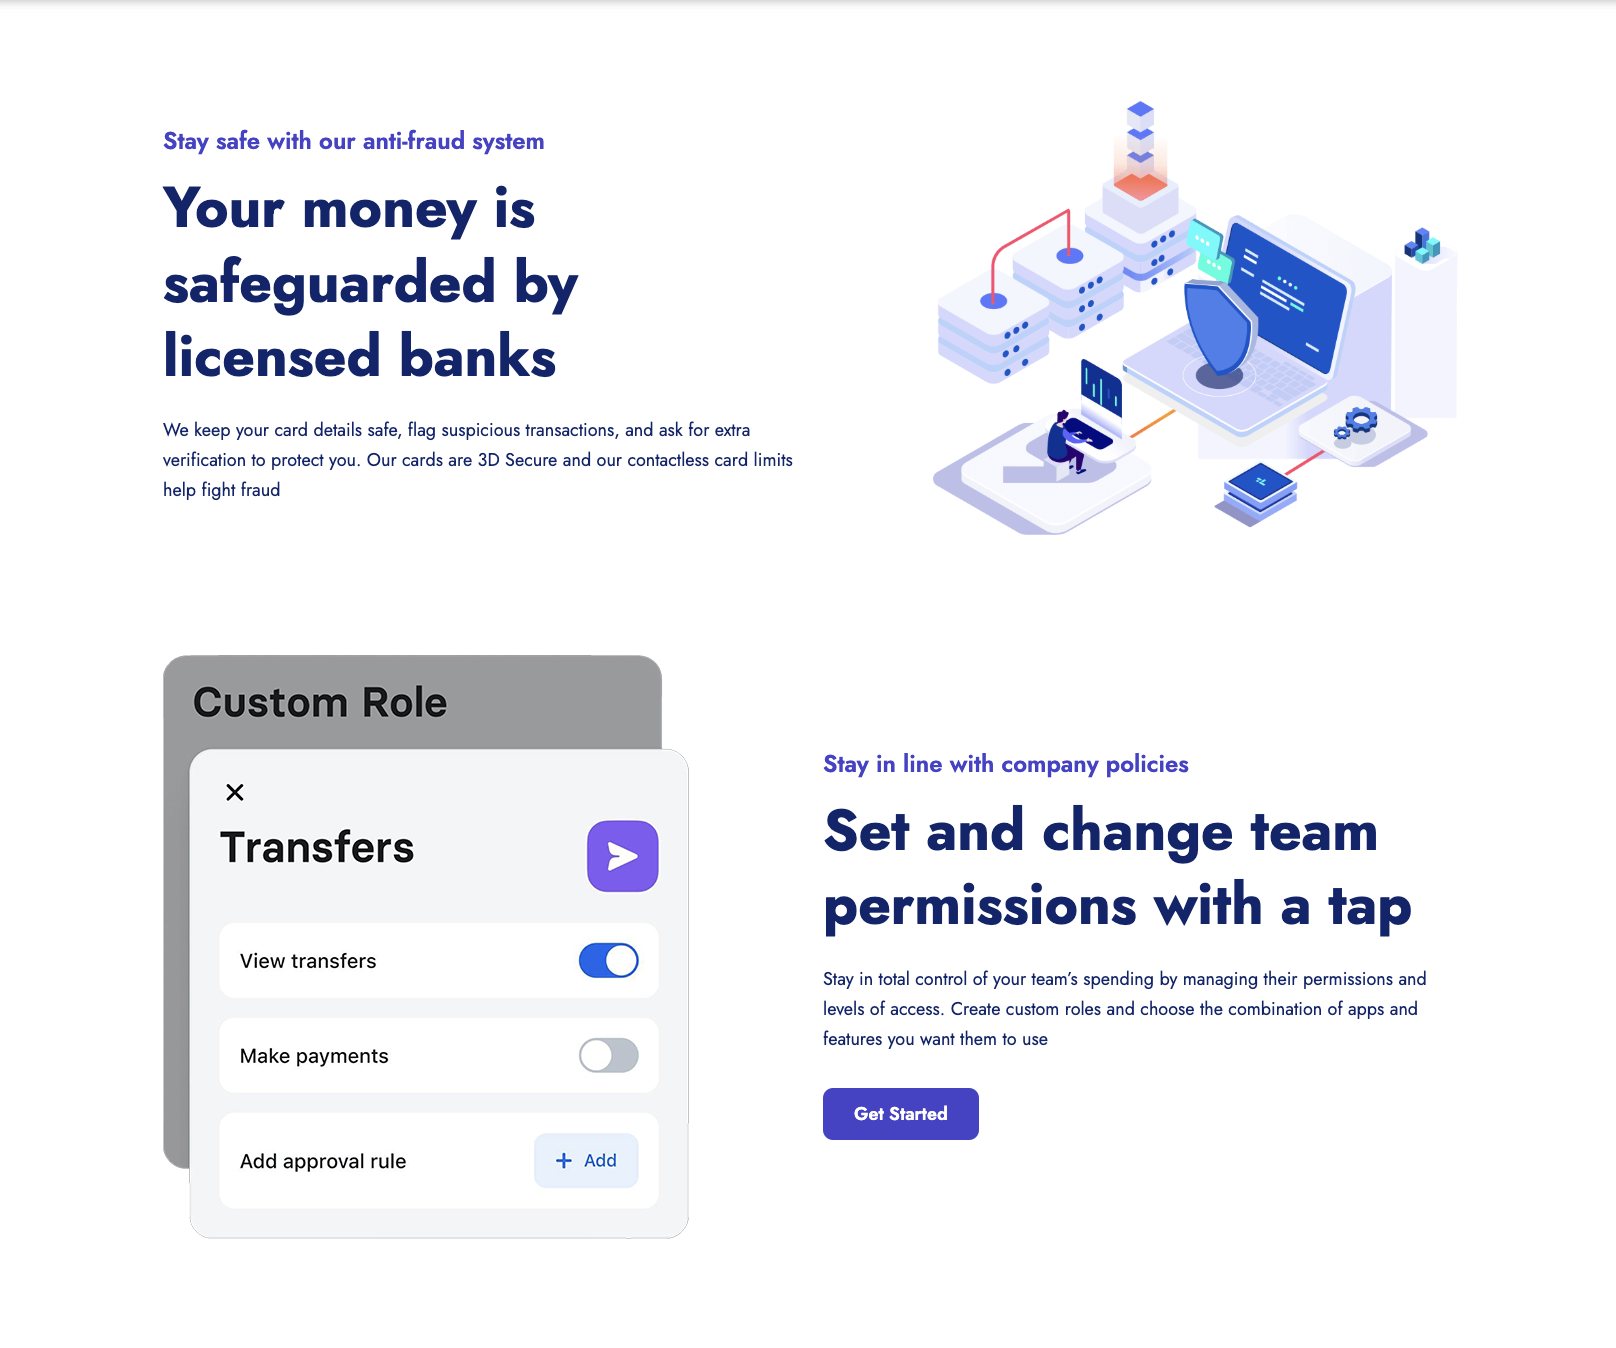 Stay safe with our anti-fraud system
Your money is
safeguarded by
licensed banks
We keep your card details safe, flag suspicious transactions, and ask for extra
verification to protect you. Our cards are 3D Secure and our contactless card limits
help fight fraud
Custom Role
Transfers
View transfers
Make payments
Add approval rule
+ Add
Stay in line with company policies
Set and change team
permissions with a tap
Stay in total control of your team’s spending by managing their permissions and
levels of access. Create custom roles and choose the combination of apps and
features you want them to use
Get Started